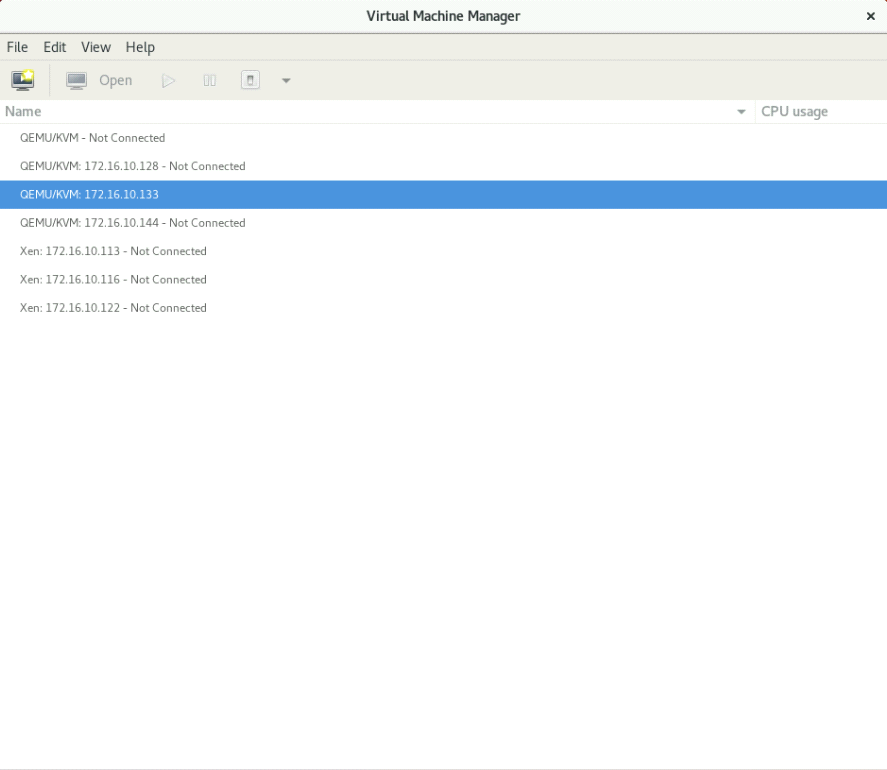 Virtual Machine Manager ×
File Edit View Help
Open
Name CPU usage
QEMU/KVM - Not Connected
QEMU/KVM: 172.16.10.128 - Not Connected
QEMU/KVM: 172.16.10.133
QEMU/KVM: 172.16.10.144 - Not Connected
Xen: 172.16.10.113 - Not Connected
Xen: 172.16.10.116 - Not Connected
Xen: 172.16.10.122 - Not Connected